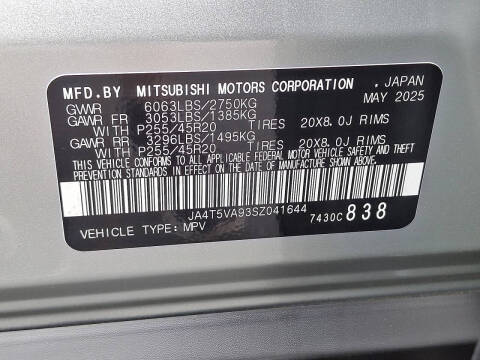 MFD.BY MITSUBISHI MOTORS CORPORATION , JAPAN
GVWR 6063LBS/2750KG MAY 2025
GAWR FR 3053LBS/1385KG
WITH P255/45R20 TIRES 20X8.0J RIMS
GAWR RR 3296LBS/1495KG
WITH P255/45R20 TIRES 20X8.0J RIMS
THIS VEHICLE CONFORMS TO ALL APPLICABLE FEDERAL MOTOR VEHICLE SAFETY AND THEFT
PREVENTION STANDARDS IN EFFECT ON THE DATE OF MANUFACTURE SHOWN ABOVE.
JA4T5VA93SZ041644
VEHICLE TYPE: MPV 7430C 838